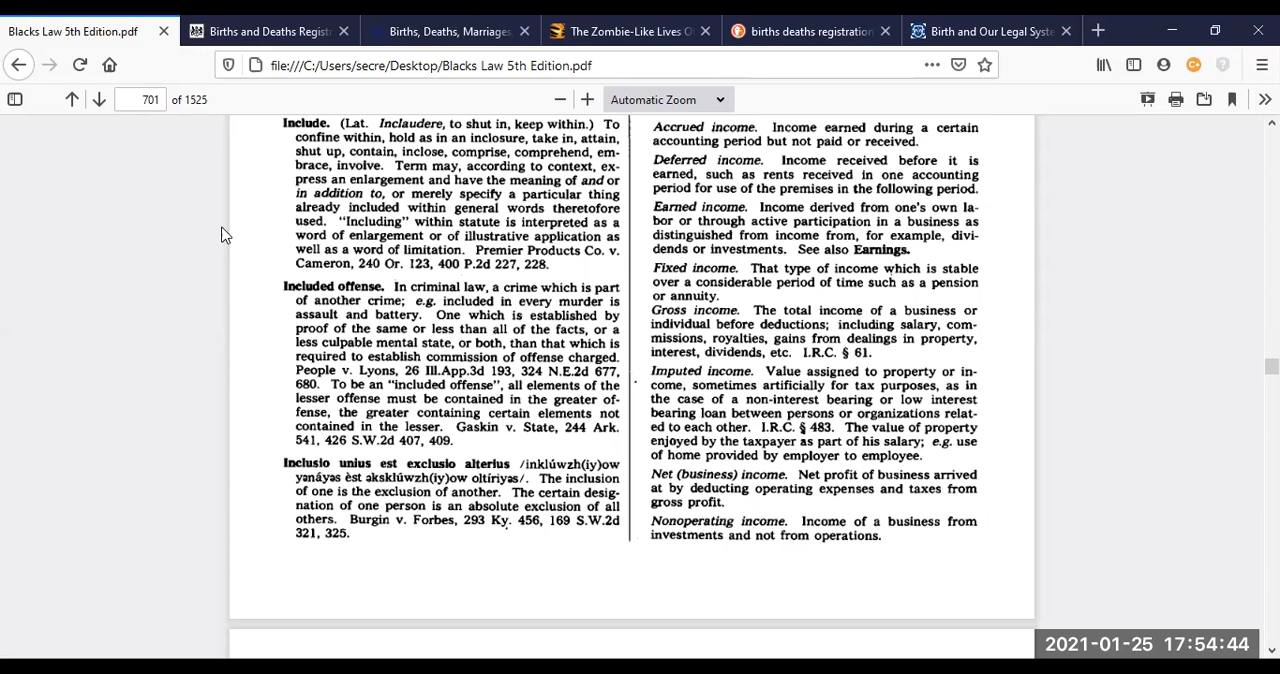 Blacks Law 5th Edition.pdf
Births and Deaths Regist
Births, Deaths, Marriages,
The Zombie-Like Lives O
births deaths registration
Birth and Our Legal Syste
file:///C:/Users/secre/Desktop/Blacks Law 5th Edition.pdf
701 of 1525
Automatic Zoom
Include. (Lat. Inclaudere, to shut in, keep within.) To
confine within, hold as in an inclosure, take in, attain,
shut up, contain, inclose, comprise, comprehend, em-
brace, involve. Term may, according to context, ex-
press an enlargement and have the meaning of and or
in addition to, or merely specify a particular thing
already included within general words theretofore
used. "Including" within statute is interpreted as a
word of enlargement or of illustrative application as
well as a word of limitation. Premier Products Co. v.
Cameron, 240 Or. 123, 400 P.2d 227, 228.
Included offense. In criminal law, a crime which is part
of another crime; e.g. included in every murder is
assault and battery. One which is established by
proof of the same or less than all of the facts, or a
less culpable mental state, or both, than that which is
required to establish commission of offense charged.
People v. Lyons, 26 Ill.App.3d 193, 324 N.E.2d 677,
680. To be an "included offense", all elements of the
lesser offense must be contained in the greater of-
fense, the greater containing certain elements not
contained in the lesser. Gaskin v. State, 244 Ark.
541, 426 S.W.2d 407, 409.
Inclusio unius est exclusio alterius /inklúwzh(iy)ow
yənáyəs èst əksklúwzh(iy)ow oltíriyəs/. The inclusion
of one is the exclusion of another. The certain desig-
nation of one person is an absolute exclusion of all
others. Burgin v. Forbes, 293 Ky. 456, 169 S.W.2d
321, 325.
Accrued income. Income earned during a certain
accounting period but not paid or received.
Deferred income. Income received before it is
earned, such as rents received in one accounting
period for use of the premises in the following period.
Earned income. Income derived from one's own la-
bor or through active participation in a business as
distinguished from income from, for example, divi-
dends or investments. See also Earnings.
Fixed income. That type of income which is stable
over a considerable period of time such as a pension
or annuity.
Gross income. The total income of a business or
individual before deductions; including salary, com-
missions, royalties, gains from dealings in property,
interest, dividends, etc. I.R.C. § 61.
Imputed income. Value assigned to property or in-
come, sometimes artificially for tax purposes, as in
the case of a non-interest bearing or low interest
bearing loan between persons or organizations relat-
ed to each other. I.R.C. § 483. The value of property
enjoyed by the taxpayer as part of his salary; e.g. use
of home provided by employer to employee.
Net (business) income. Net profit of business arrived
at by deducting operating expenses and taxes from
gross profit.
Nonoperating income. Income of a business from
investments and not from operations.
2021-01-25 17:54:44